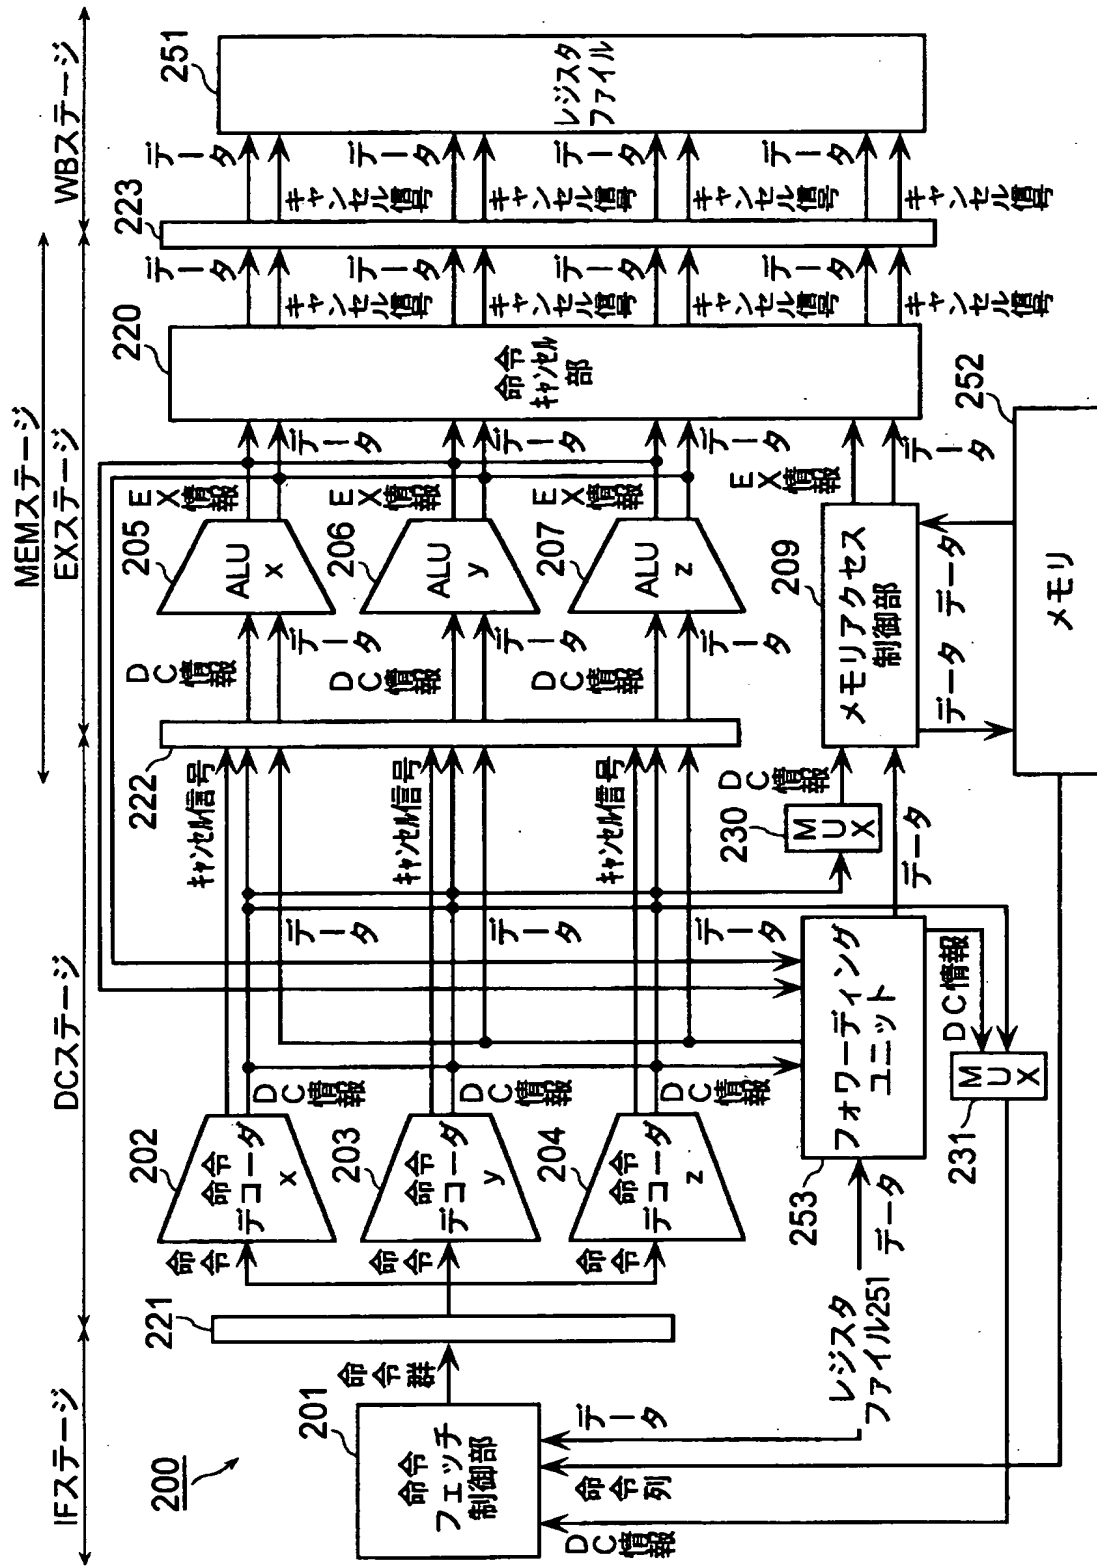 IFステージ
DCステージ
MEMステージ
EXステージ
WBステージ
200
201
命令
フェッチ
制御部
命令群
221
命令
命令
命令
202
命令
デコーダ
x
203
命令
デコーダ
y
204
命令
デコーダ
z
DC情報
DC情報
DC情報
キャンセル信号
キャンセル信号
キャンセル信号
データ
データ
データ
222
DC情報
データ
DC情報
データ
DC情報
データ
205
ALU
x
206
ALU
y
207
ALU
z
EX情報
データ
EX情報
データ
EX情報
データ
EX情報
データ
220
命令
キャンセル
部
データ
キャンセル信号
データ
キャンセル信号
データ
キャンセル信号
データ
キャンセル信号
223
データ
キャンセル信号
データ
キャンセル信号
データ
キャンセル信号
データ
キャンセル信号
251
レジスタ
ファイル
データ
命令列
DC情報
レジスタ
ファイル251
データ
253
フォワーディング
ユニット
DC情報
データ
231
MUX
230
MUX
DC情報
209
メモリアクセス
制御部
データ
データ
252
メモリ